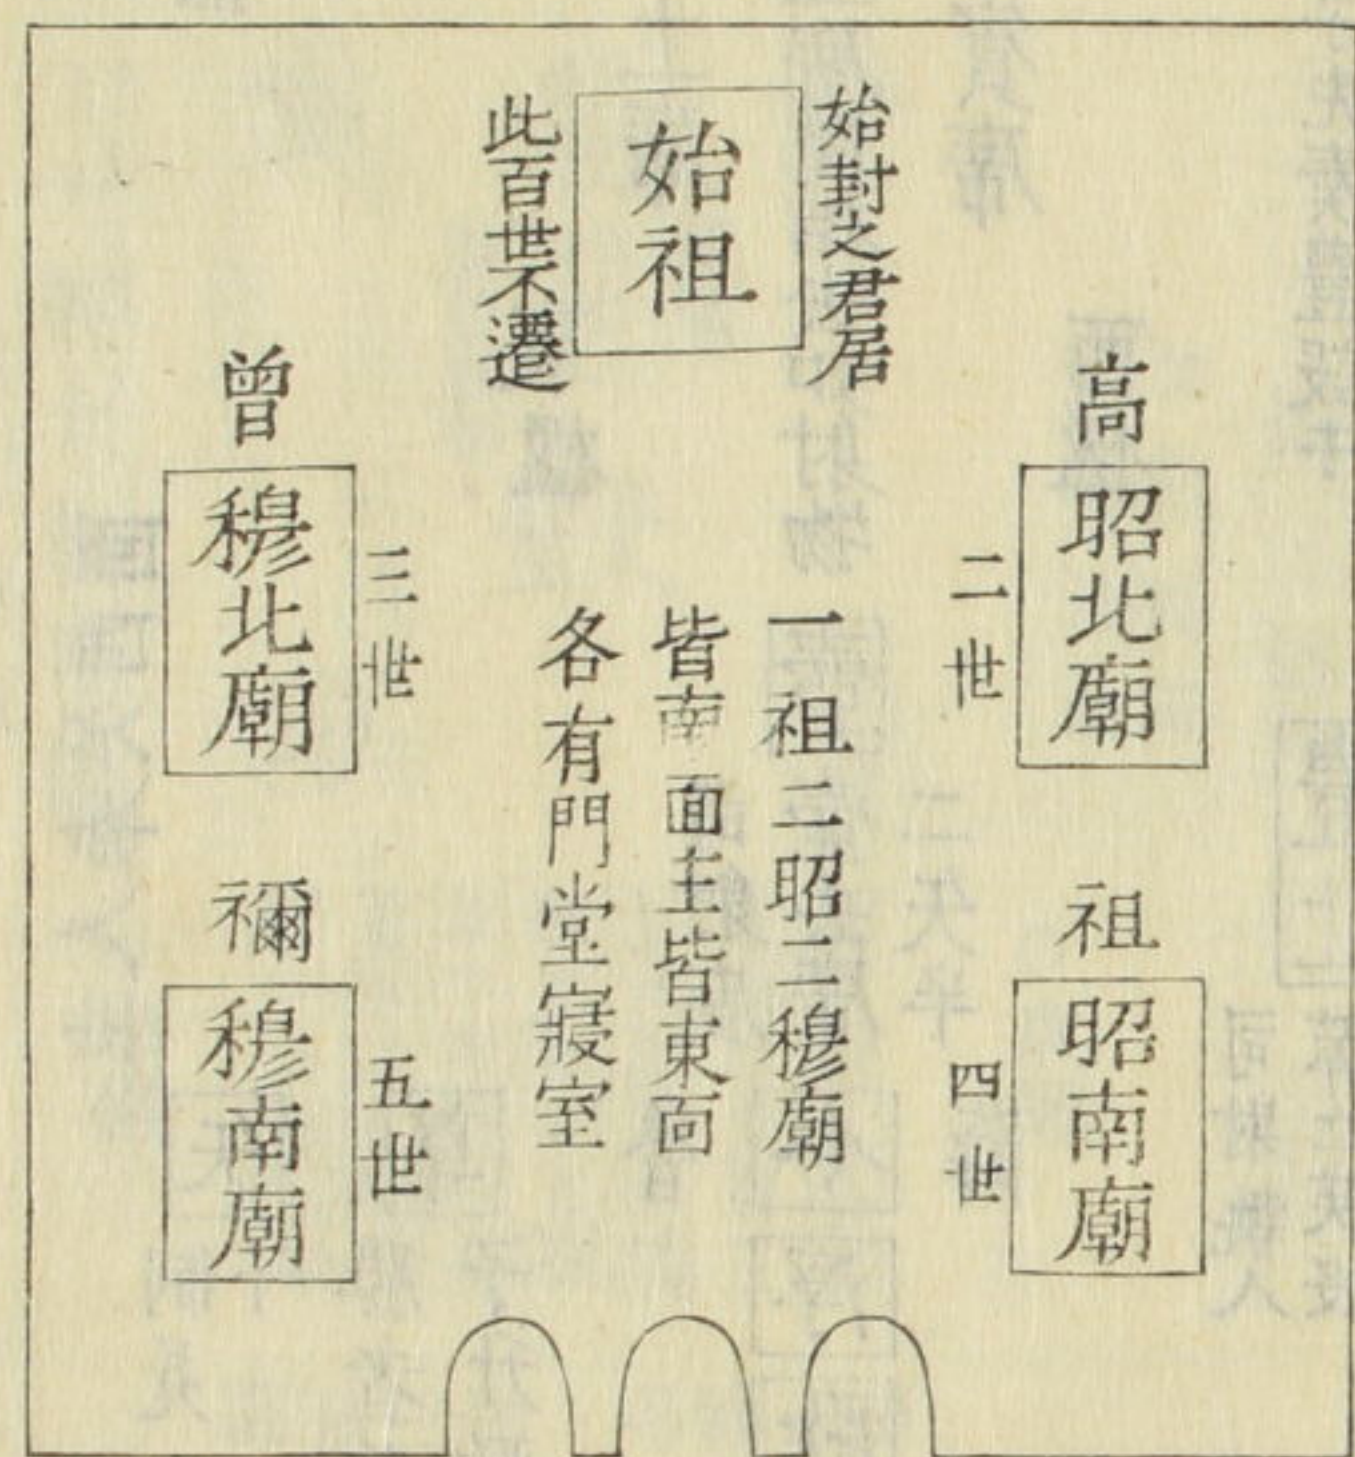 始封之君居
始祖
此百世不遷
高
昭北廟
二世
祖
昭南廟
四世
一祖二昭二穆廟
皆南面主皆東面
各有門堂寢室
曾
穆北廟
三世
禰
穆南廟
五世